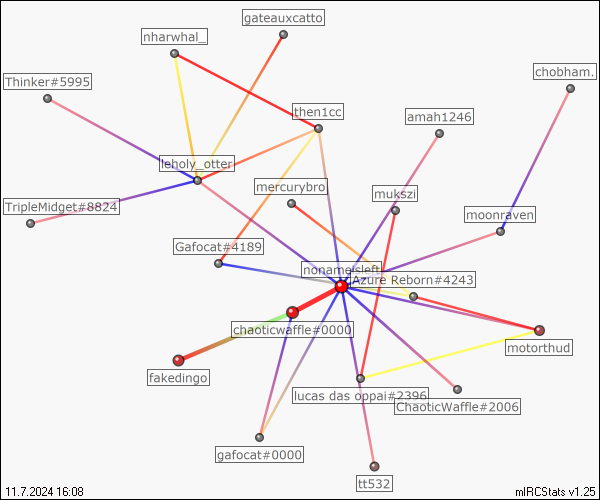 gateauxcatto
nharwhal_
chobham.
Thinker#5995
then1cc
amah1246
leholy_otter
mercurybro
mukszi
TripleMidget#8824
moonraven
Gafocat#4189
nonameisleft
Azure Reborn#4243
chaoticwaffle#0000
motorthud
fakedingo
lucas das oppai#2396
ChaoticWaffle#2006
gafocat#0000
tt532
11.7.2024 16:08
mIRCStats v1.25